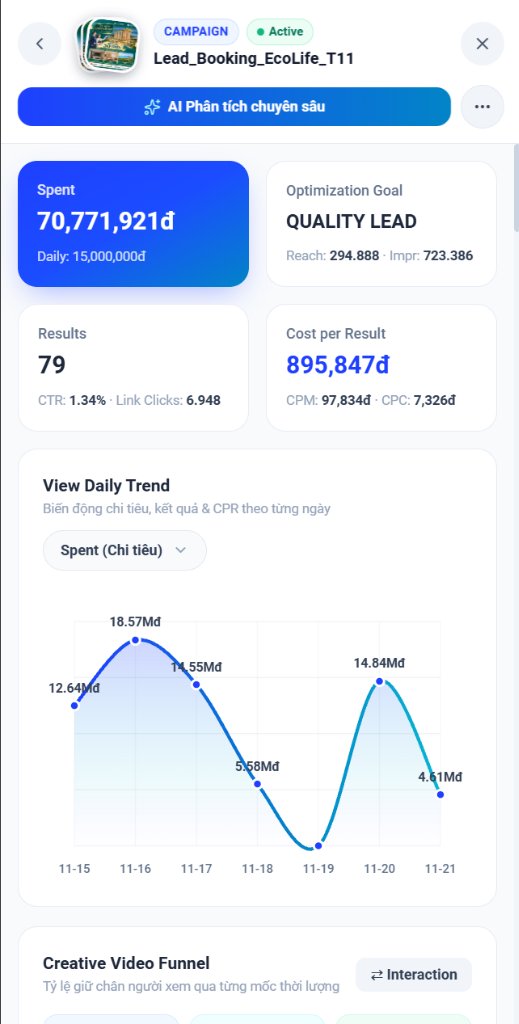 CAMPAIGN
Active
Lead_Booking_EcoLife_T11
AI Phân tích chuyên sâu
Spent
70,771,921đ
Daily: 15,000,000đ
Optimization Goal
QUALITY LEAD
Reach: 294.888 · Impr: 723.386
Results
79
CTR: 1.34% · Link Clicks: 6.948
Cost per Result
895,847đ
CPM: 97,834đ · CPC: 7,326đ
View Daily Trend
Biến động chi tiêu, kết quả & CPR theo từng ngày
Spent (Chi tiêu)
18.57Mđ
14.55Mđ
14.84Mđ
12.64Mđ
5.58Mđ
4.61Mđ
11-15 11-16 11-17 11-18 11-19 11-20 11-21
Creative Video Funnel
Tỷ lệ giữ chân người xem qua từng mốc thời lượng
⇄ Interaction